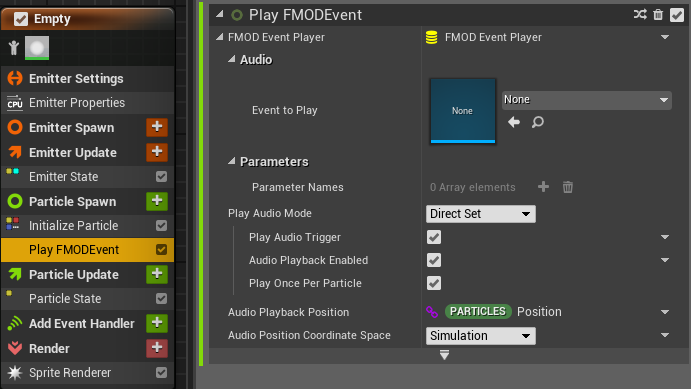 Empty
Emitter Settings
CPU Emitter Properties
Emitter Spawn
Emitter Update
Emitter State
Particle Spawn
Initialize Particle
Play FMODEvent
Particle Update
Particle State
Add Event Handler
Render
Sprite Renderer
Play FMODEvent
FMOD Event Player FMOD Event Player
Audio
Event to Play None None
Parameters
Parameter Names 0 Array elements
Play Audio Mode Direct Set
Play Audio Trigger
Audio Playback Enabled
Play Once Per Particle
Audio Playback Position PARTICLES Position
Audio Position Coordinate Space Simulation